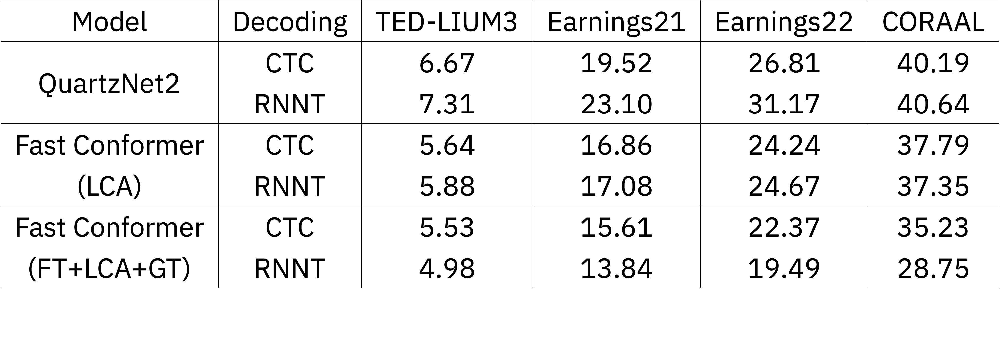 Model Decoding TED-LIUM3 Earnings21 Earnings22 CORAAL
QuartzNet2
CTC 6.67 19.52 26.81 40.19
RNNT 7.31 23.10 31.17 40.64
Fast Conformer CTC 5.64 16.86 24.24 37.79
(LCA) RNNT 5.88 17.08 24.67 37.35
Fast Conformer CTC 5.53 15.61 22.37 35.23
(FT+LCA+GT) RNNT 4.98 13.84 19.49 28.75